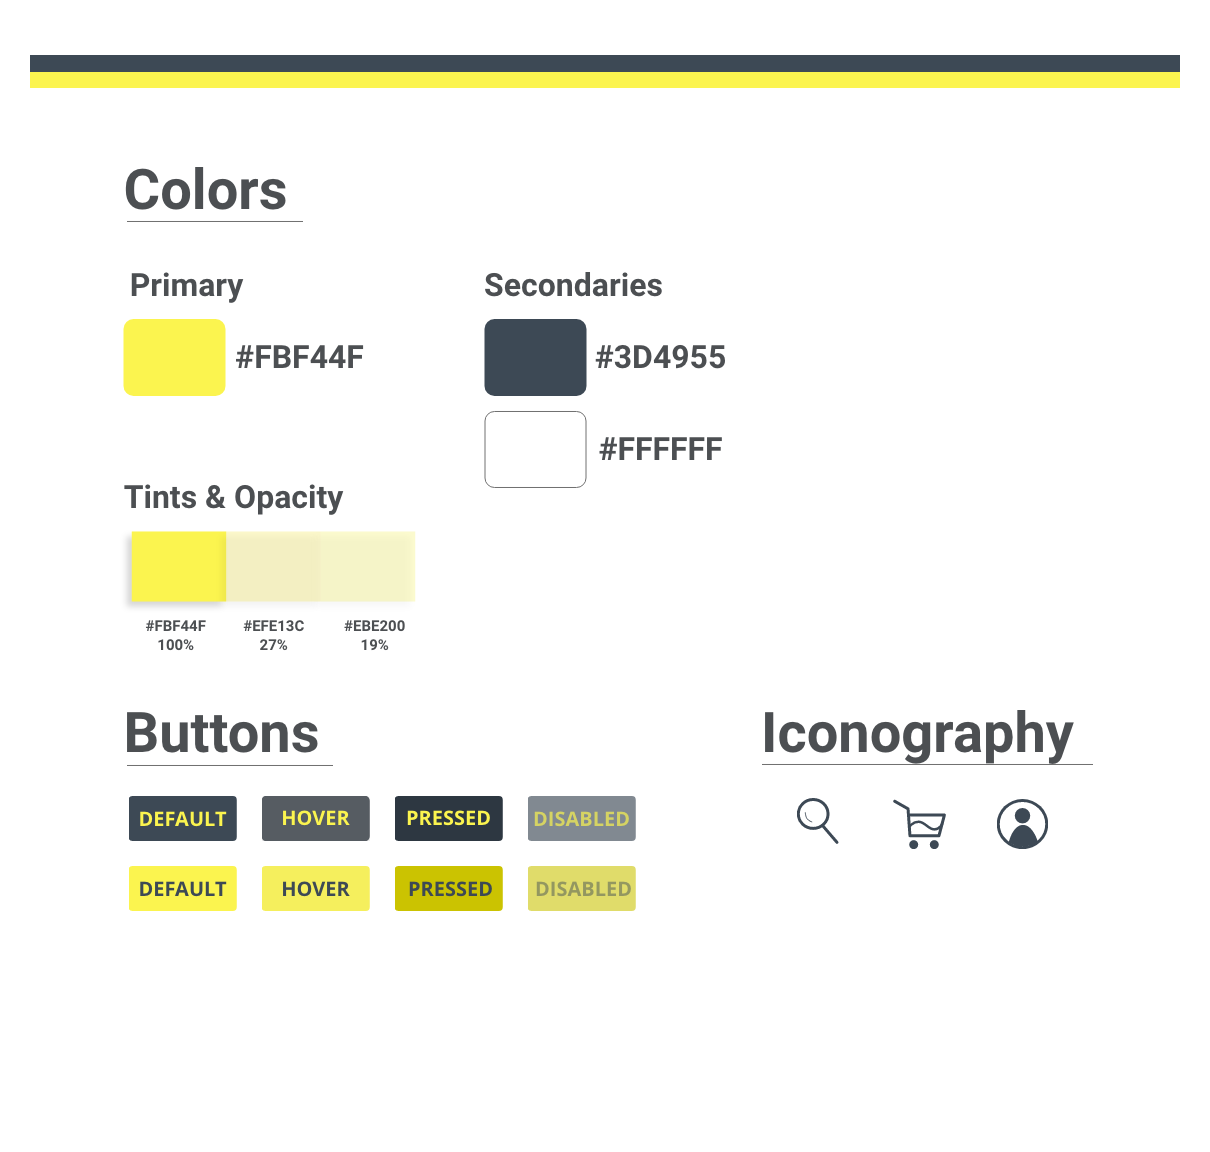 Colors
Primary
#FBF44F
Secondaries
#3D4955
#FFFFFF
Tints & Opacity
#FBF44F
100%
#EFE13C
27%
#EBE200
19%
Buttons
DEFAULT
HOVER
PRESSED
DISABLED
DEFAULT
HOVER
PRESSED
DISABLED
Iconography